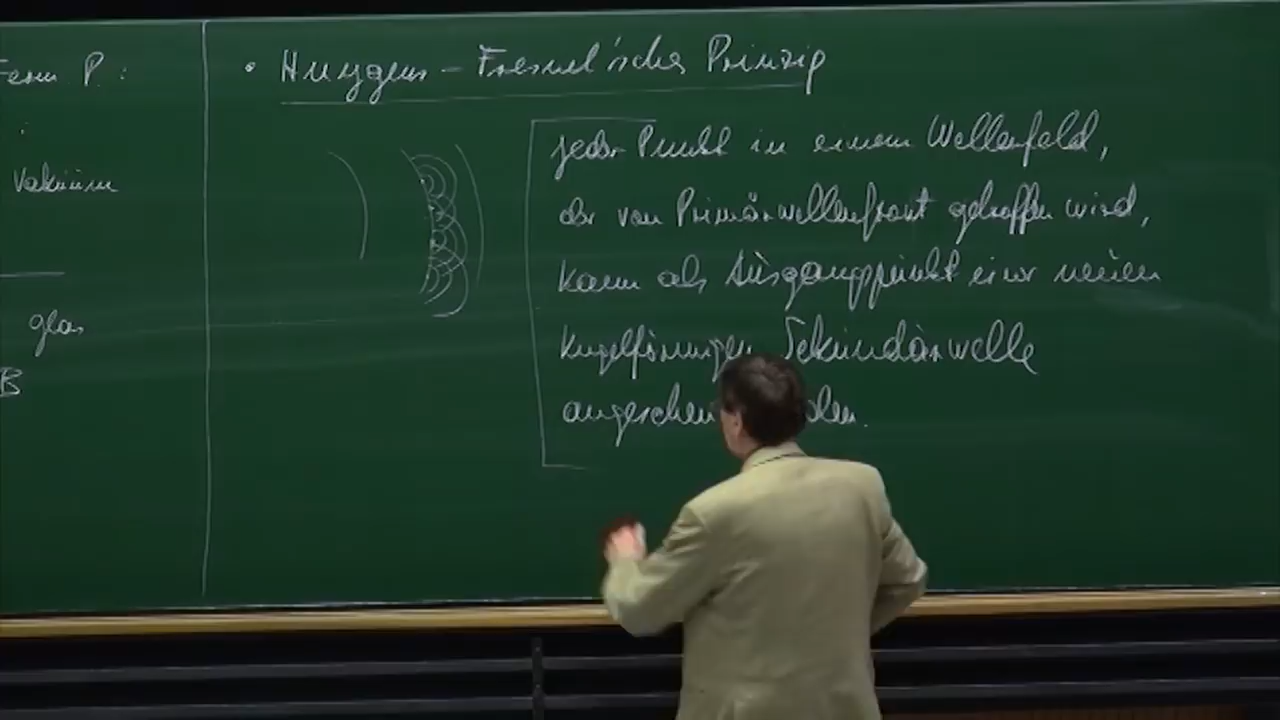 Ferm P. :
:
Vakuum
glas
B
• Huygens – Fresnel'sches Prinzip
jeder Punkt in einem Wellenfeld,
der von Primärwellenfront getroffen wird,
kann als Ausgangspunkt einer neuen
kugelförmigen Sekundärwelle
angesehen